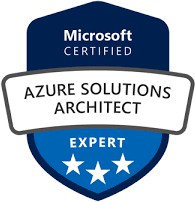 Microsoft
CERTIFIED
AZURE SOLUTIONS
ARCHITECT
EXPERT